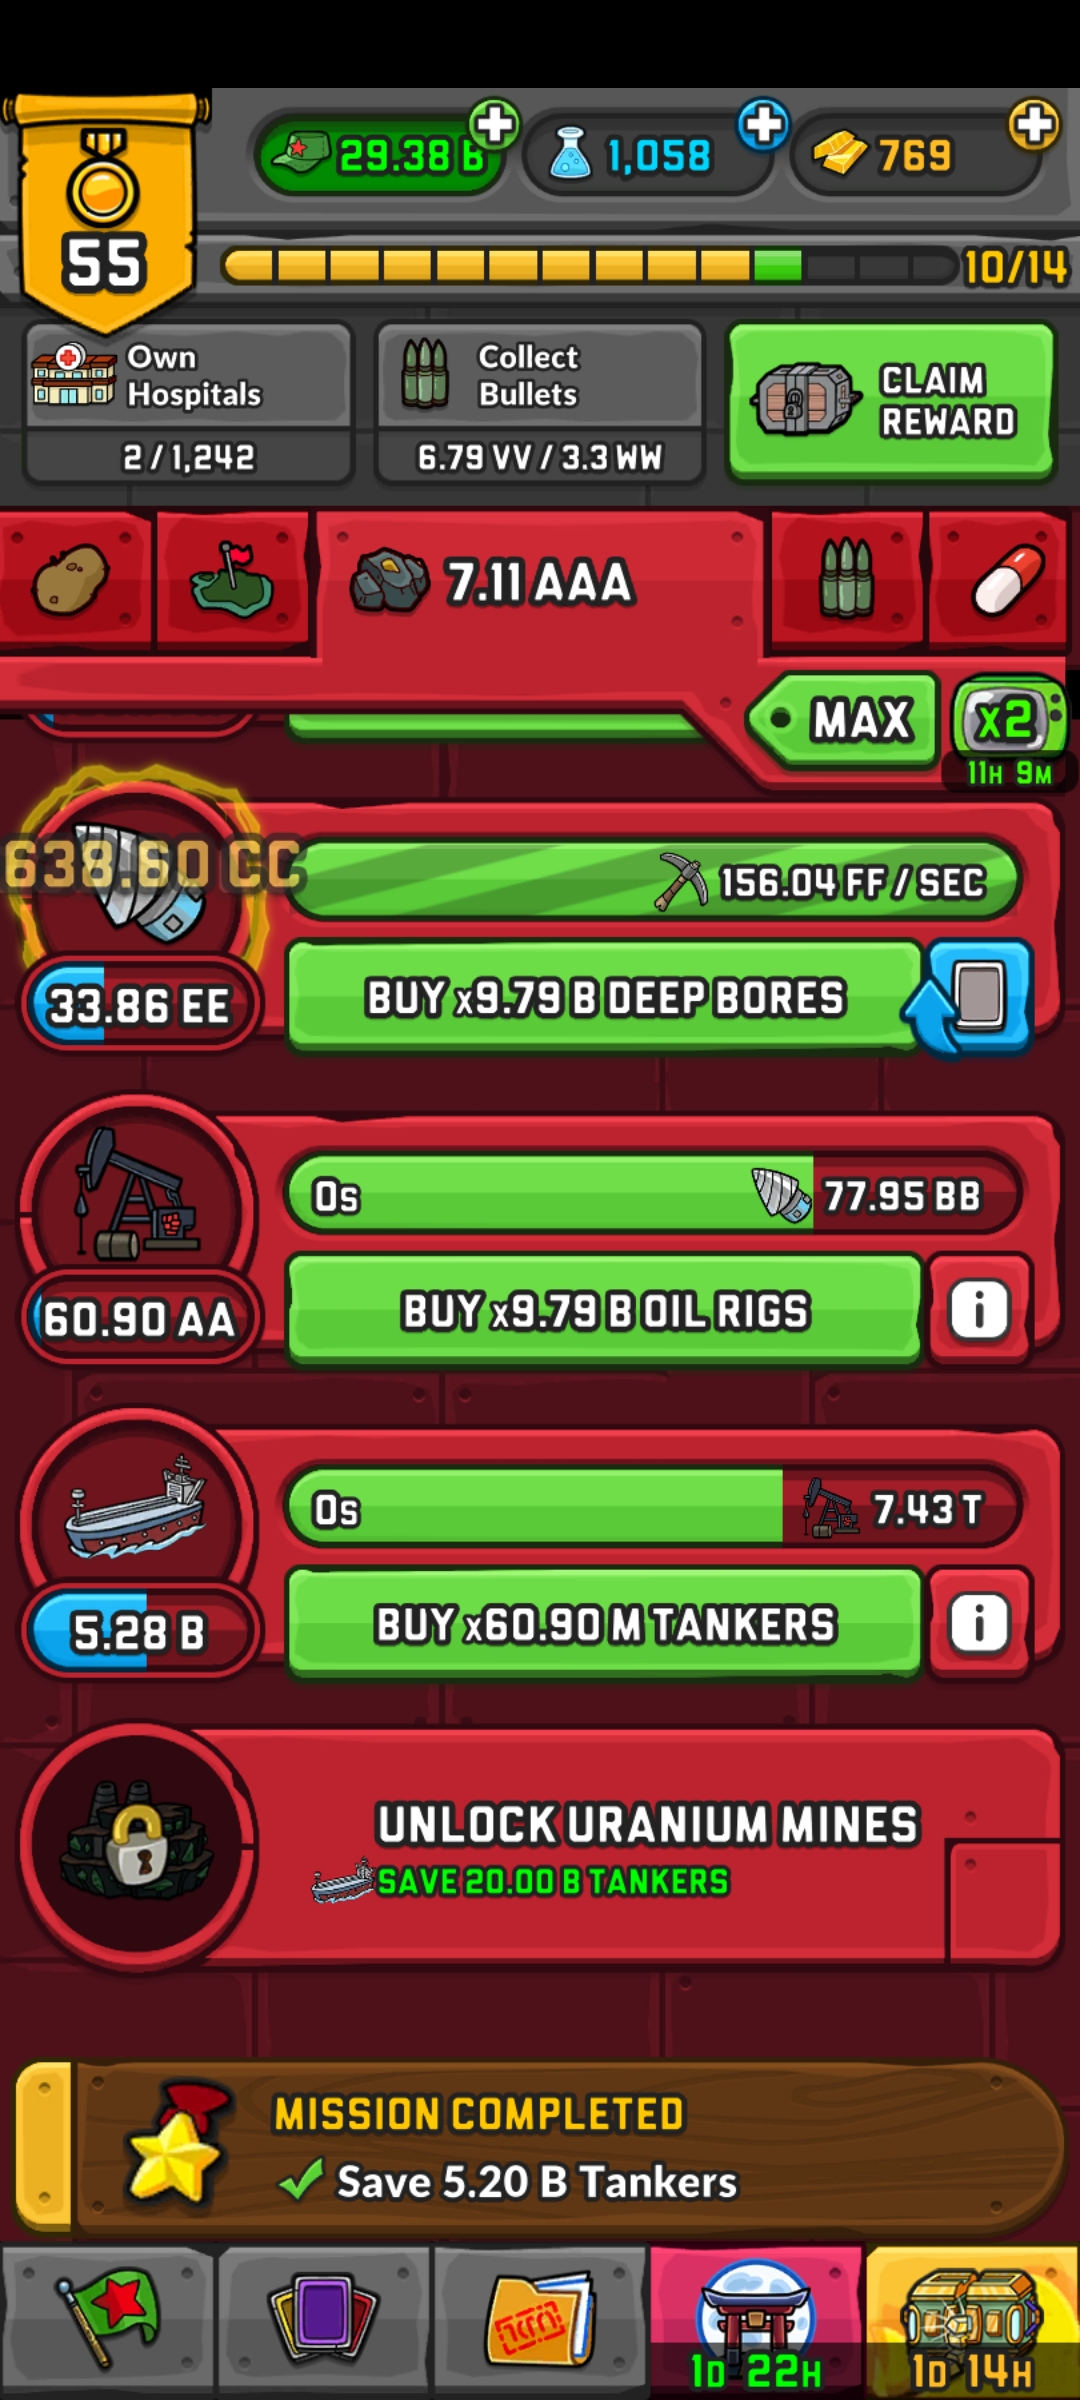 29.38 B
1,058
769
55
10/14
Own
Hospitals
2 / 1,242
Collect
Bullets
6.79 VV / 3.3 WW
CLAIM
REWARD
7.11 AAA
MAX
x2
11H 9M
638.60 CC
156.04 FF / SEC
33.86 EE
BUY x9.79 B DEEP BORES
0s
77.95 BB
60.90 AA
BUY x9.79 B OIL RIGS
i
0s
7.43 T
5.28 B
BUY x60.90 M TANKERS
i
UNLOCK URANIUM MINES
SAVE 20.00 B TANKERS
MISSION COMPLETED
Save 5.20 B Tankers
1D 22H
1D 14H